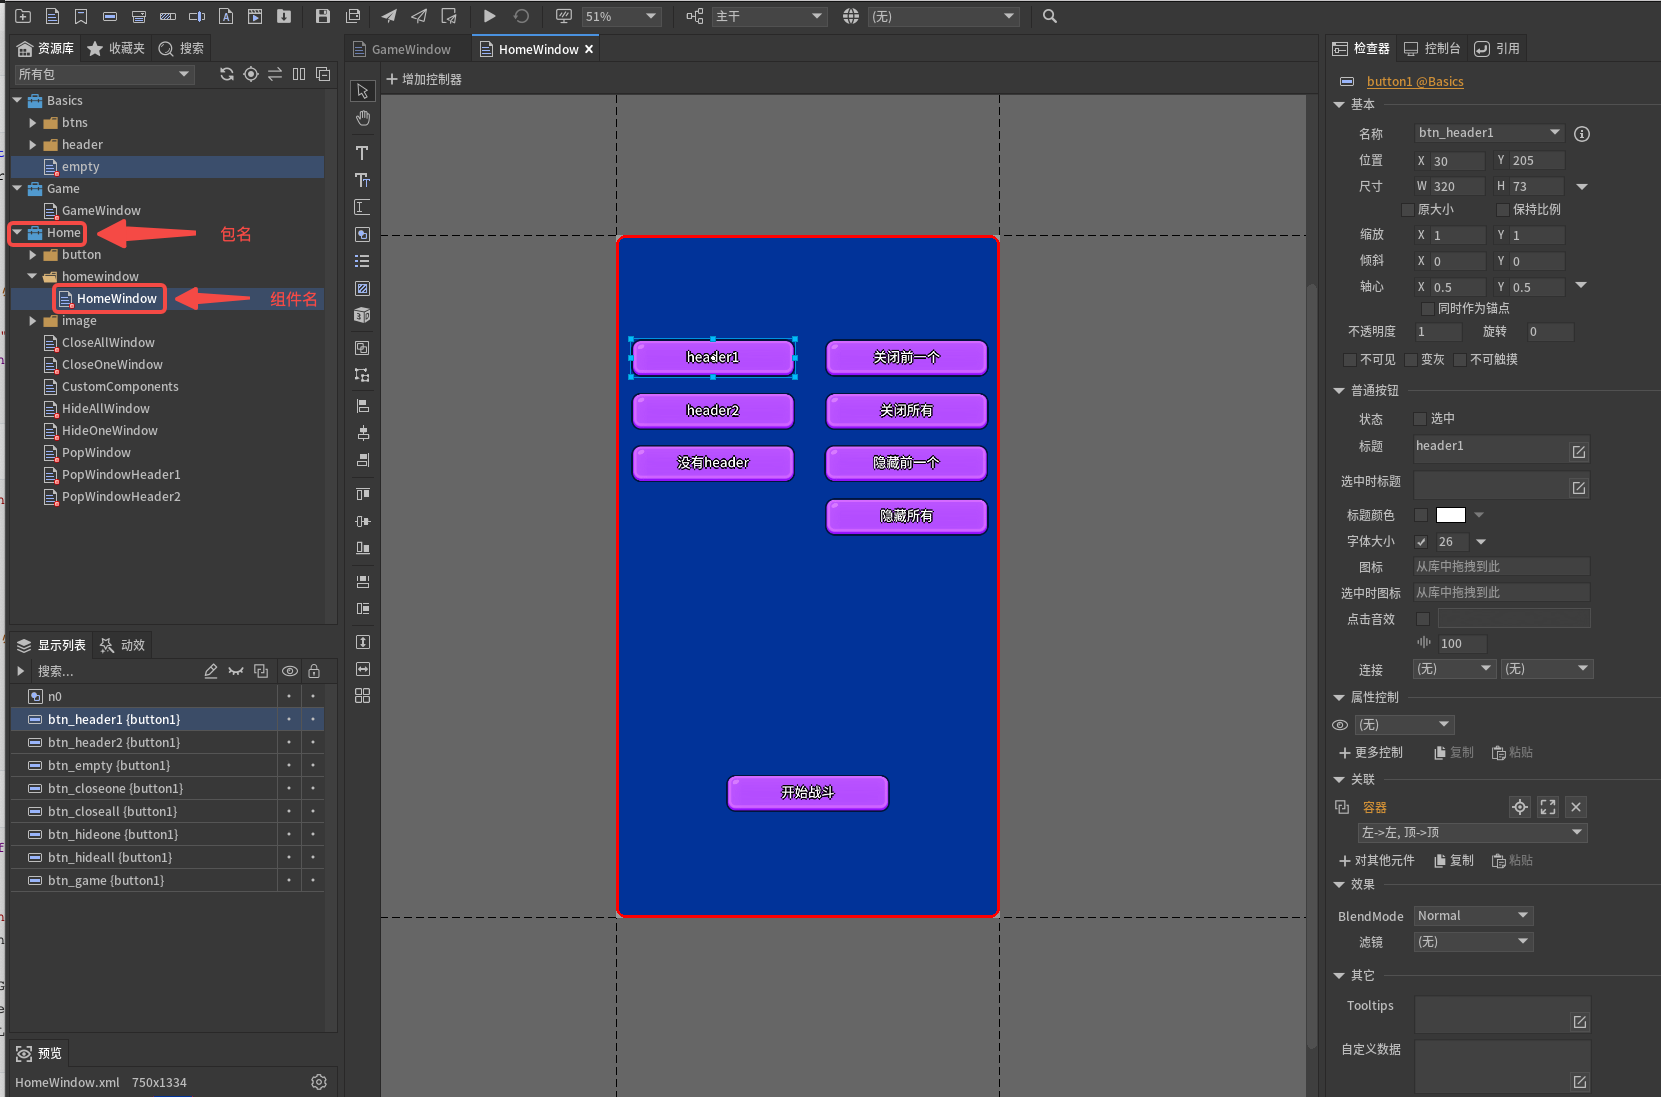 51%
主干
(无)
资源库
收藏夹
搜索
所有包
Basics
btns
header
empty
Game
GameWindow
Home
包名
button
homewindow
HomeWindow
组件名
image
CloseAllWindow
CloseOneWindow
CustomComponents
HideAllWindow
HideOneWindow
PopWindow
PopWindowHeader1
PopWindowHeader2
显示列表
动效
搜索...
n0
btn_header1 {button1}
btn_header2 {button1}
btn_empty {button1}
btn_closeone {button1}
btn_closeall {button1}
btn_hideone {button1}
btn_hideall {button1}
btn_game {button1}
预览
HomeWindow.xml 750x1334
GameWindow
HomeWindow
增加控制器
header1
关闭前一个
header2
关闭所有
没有header
隐藏前一个
隐藏所有
开始战斗
检查器
控制台
引用
button1 @Basics
基本
名称 btn_header1
位置 X 30 Y 205
尺寸 W 320 H 73
原大小 保持比例
缩放 X 1 Y 1
倾斜 X 0 Y 0
轴心 X 0.5 Y 0.5
同时作为锚点
不透明度 1 旋转 0
不可见 变灰 不可触摸
普通按钮
状态 选中
标题 header1
选中时标题
标题颜色
字体大小 26
图标 从库中拖拽到此
选中时图标 从库中拖拽到此
点击音效
100
连接 (无) (无)
属性控制
(无)
更多控制 复制 粘贴
关联
容器
左->左, 顶->顶
对其他元件 复制 粘贴
效果
BlendMode Normal
滤镜 (无)
其它
Tooltips
自定义数据